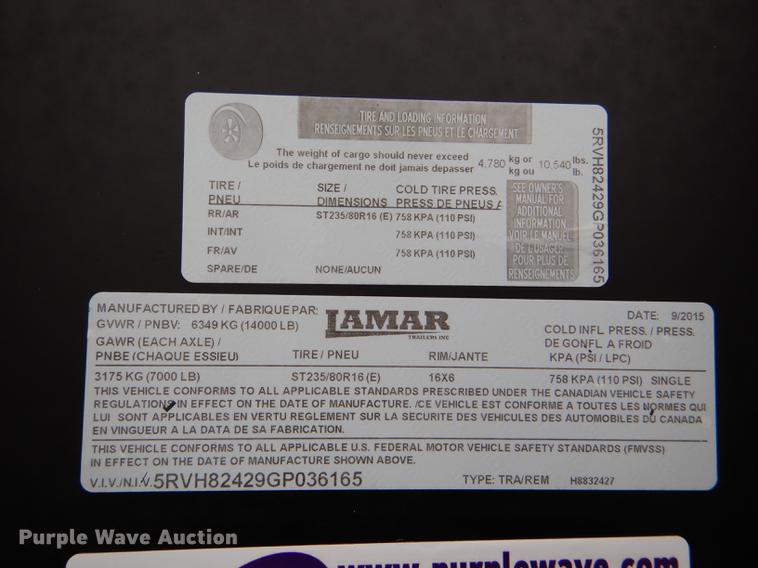 TIRE AND LOADING INFORMATION
RENSEIGNEMENTS SUR LES PNEUS ET LE CHARGEMENT
The weight of cargo should never exceed
Le poids de chargement ne doit jamais depasser 4.780 kg or kg ou 10.540 lbs. lb.
TIRE / PNEU SIZE / DIMENSIONS COLD TIRE PRESS. PRESS DE PNEUS A
RR/AR ST235/80R16 (E) 758 KPA (110 PSI)
INT/INT 758 KPA (110 PSI)
FR/AV 758 KPA (110 PSI)
SPARE/DE NONE/AUCUN
SEE OWNER'S
MANUAL FOR
ADDITIONAL
INFORMATION
VOIR LE MANUEL
DE L'USAGER
POUR PLUS DE
RENSEIGNEMENTS
5RVH82429GP036165
MANUFACTURED BY / FABRIQUE PAR: LAMAR TRAILERS INC DATE: 9/2015
GVWR / PNBV: 6349 KG (14000 LB)
GAWR (EACH AXLE) / PNBE (CHAQUE ESSIEU) TIRE / PNEU RIM/JANTE COLD INFL PRESS. / PRESS. DE GONFL A FROID KPA (PSI / LPC)
3175 KG (7000 LB) ST235/80R16 (E) 16X6 758 KPA (110 PSI) SINGLE
THIS VEHICLE CONFORMS TO ALL APPLICABLE STANDARDS PRESCRIBED UNDER THE CANADIAN VEHICLE SAFETY
REGULATIONS IN EFFECT ON THE DATE OF MANUFACTURE. /CE VEHICULE EST CONFORME A TOUTES LES NORMES QUI
LUI SONT APPLICABLES EN VERTU REGLEMENT SUR LA SECURITE DES VEHICULES DES AUTOMOBILES DU CANADA
EN VINGUEUR A LA DATA DE SA FABRICATION.
THIS VEHICLE CONFORMS TO ALL APPLICABLE U.S. FEDERAL MOTOR VEHICLE SAFETY STANDARDS (FMVSS)
IN EFFECT ON THE DATE OF MANUFACTURE SHOWN ABOVE.
V.I.V./N.I.V. 5RVH82429GP036165 TYPE: TRA/REM H8832427
Purple Wave Auction
www.purplewave.com